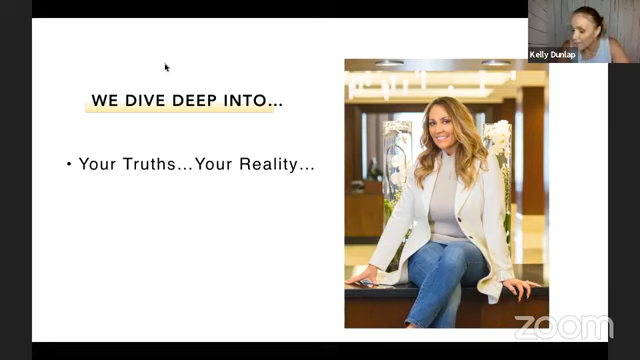 Kelly Dunlap
WE DIVE DEEP INTO...
• Your Truths...Your Reality...
zoom